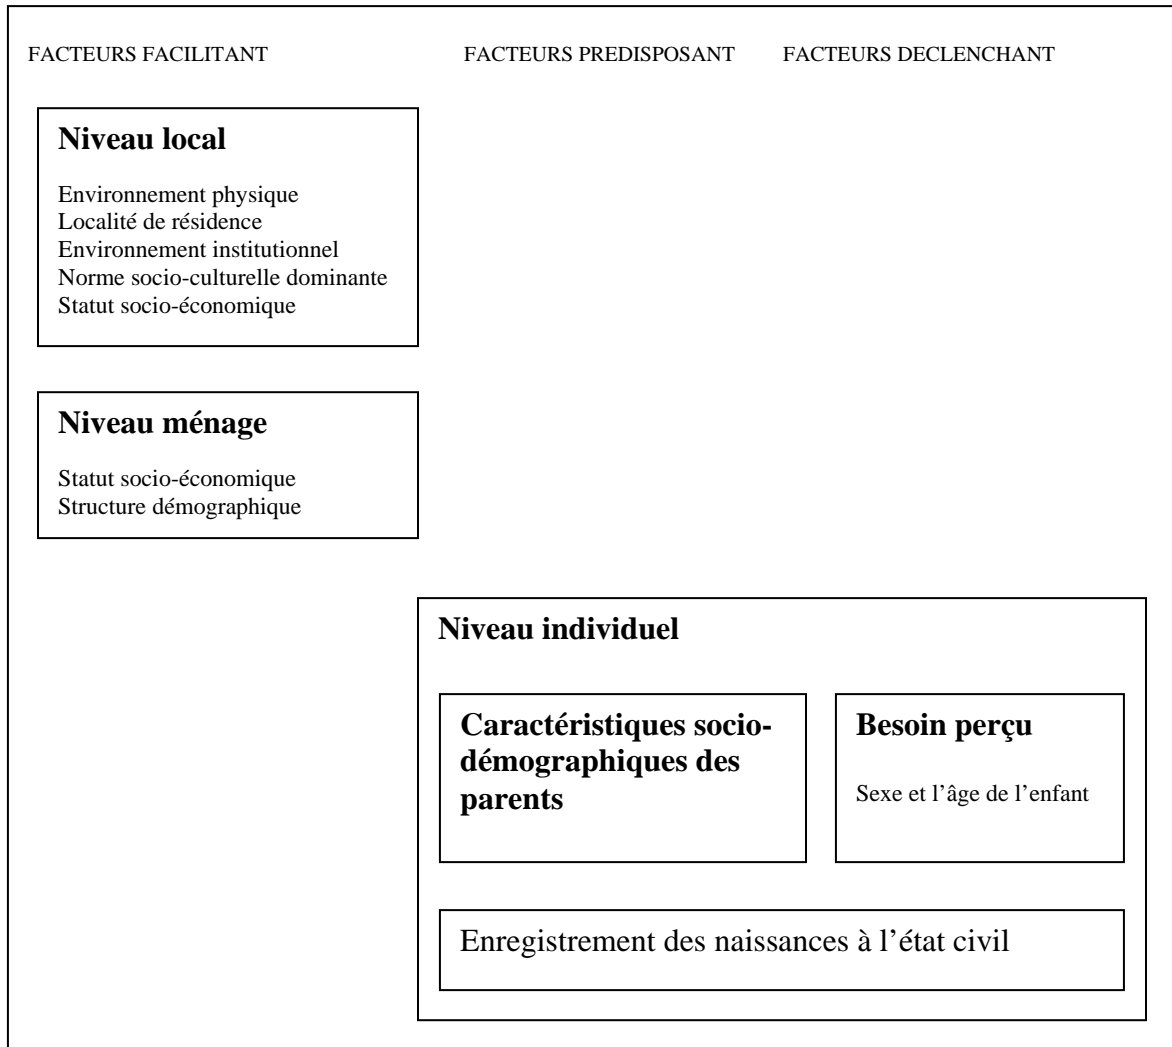 FACTEURS FACILITANT
FACTEURS PREDISPOSANT
FACTEURS DECLENCHANT
Niveau local
Environnement physique
Localité de résidence
Environnement institutionnel
Norme socio-culturelle dominante
Statut socio-économique
Niveau ménage
Statut socio-économique
Structure démographique
Niveau individuel
Caractéristiques socio-
démographiques des
parents
Besoin perçu
Sexe et l’âge de l’enfant
Enregistrement des naissances à l’état civil